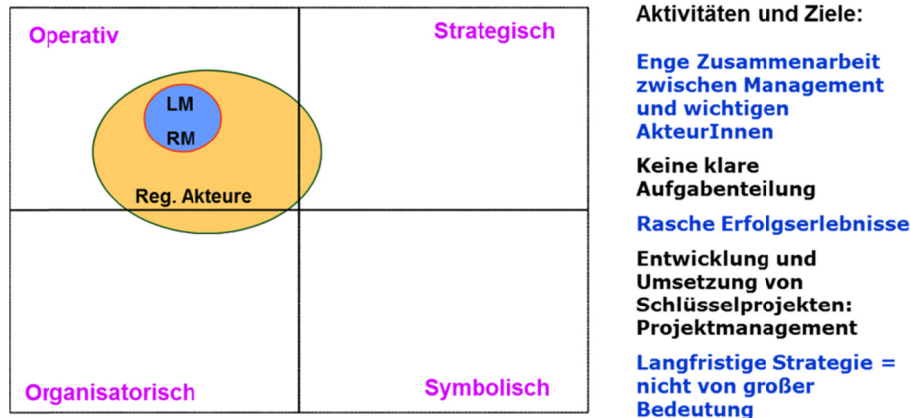 Operativ
Strategisch
LM
RM
Reg. Akteure
Organisatorisch
Symbolisch
Aktivitäten und Ziele:
Enge Zusammenarbeit
zwischen Management
und wichtigen
AkteurInnen
Keine klare
Aufgabenteilung
Rasche Erfolgserlebnisse
Entwicklung und
Umsetzung von
Schlüsselprojekten:
Projektmanagement
Langfristige Strategie =
nicht von großer
Bedeutung